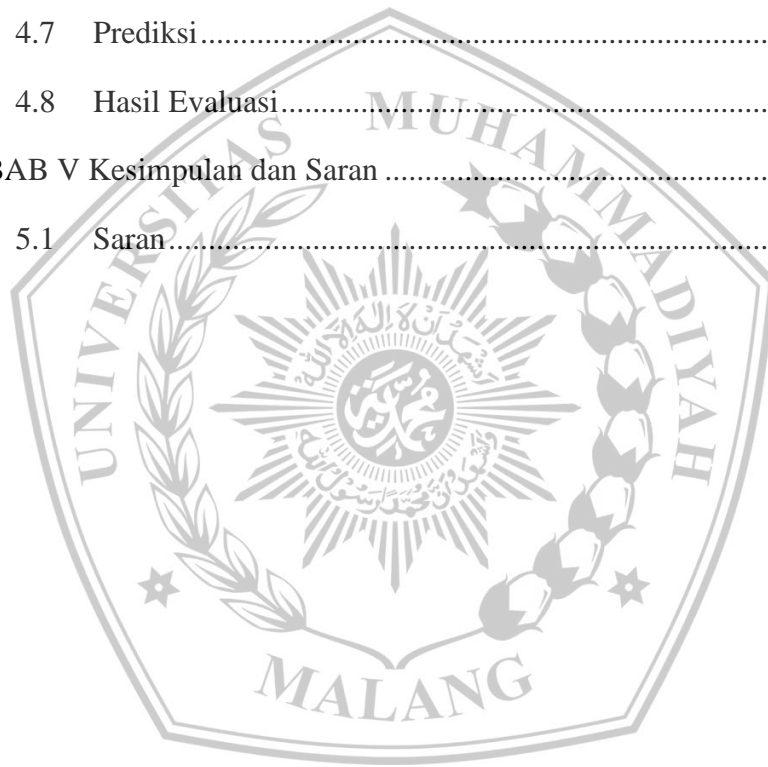 4.7 Prediksi........................................................................
4.8 Hasil Evaluasi..............................................................
BAB V Kesimpulan dan Saran ................................................
5.1 Saran............................................................................
UNIVERSITAS MUHAMMADIYAH
MALANG